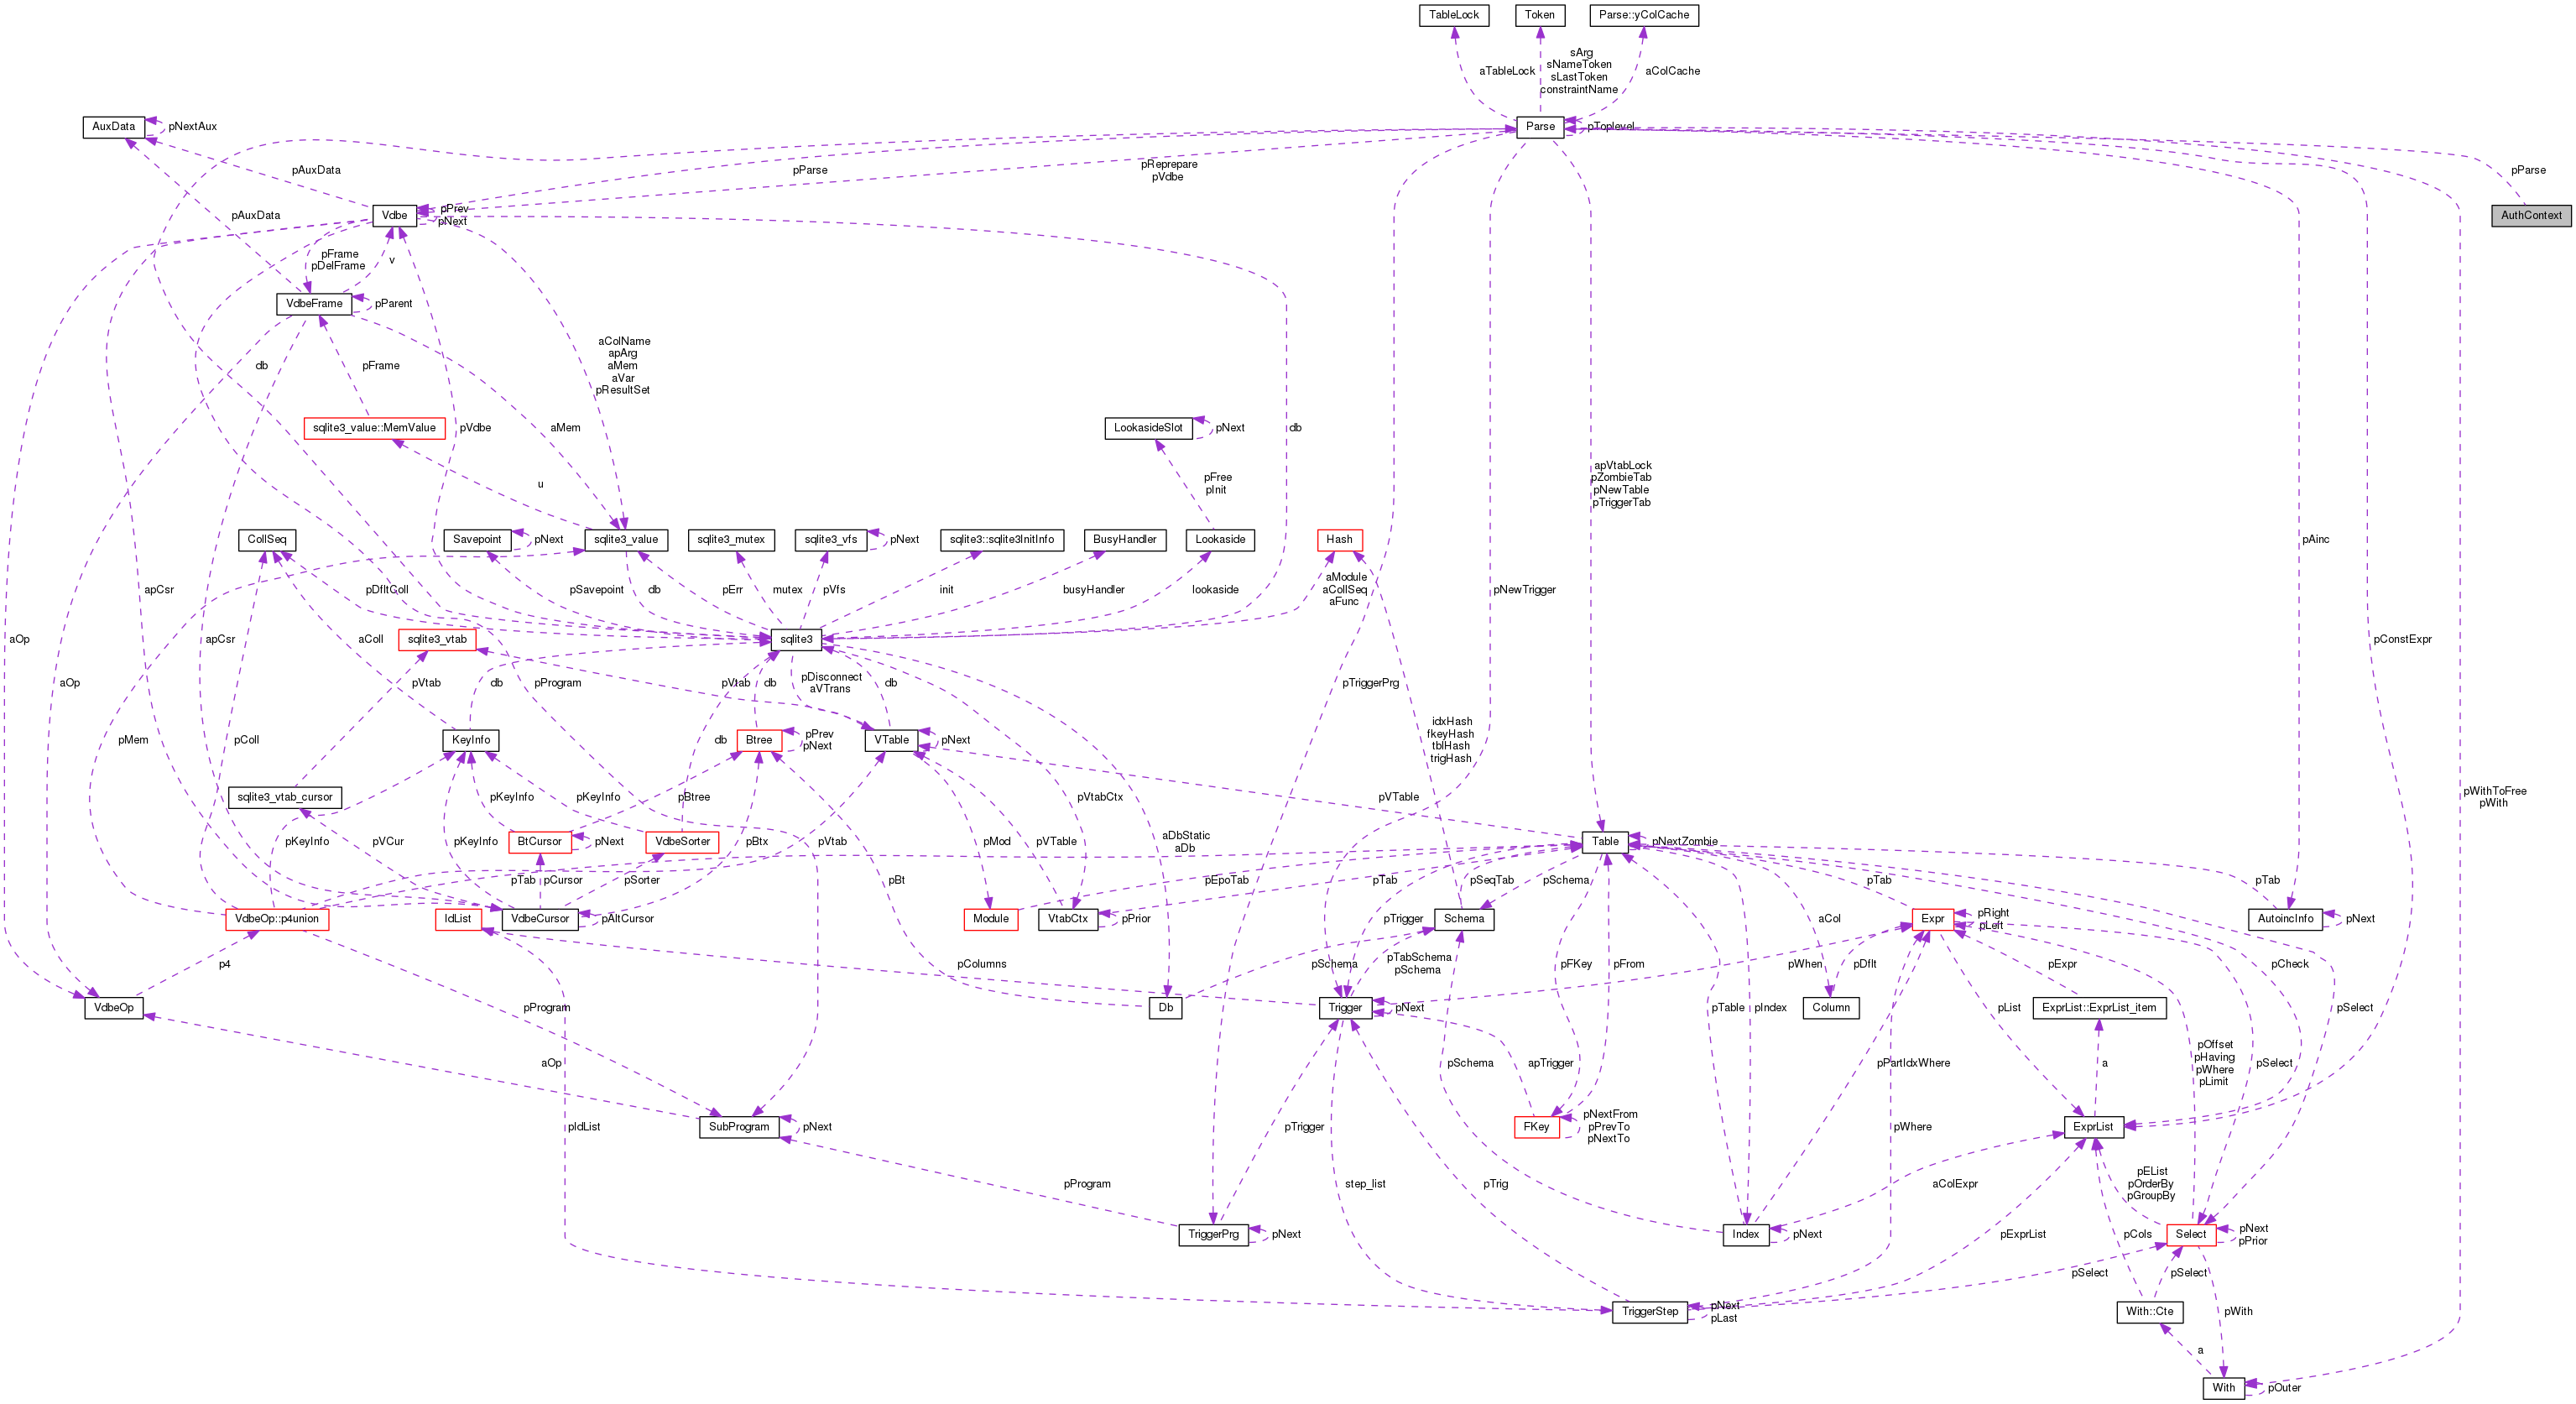 TableLock
Token
Parse::yColCache
sArg
sNameToken
sLastToken
constraintName
aTableLock
aColCache
AuxData
pNextAux
Parse
pToplevel
pAuxData
pParse
pReprepare
pVdbe
pParse
Vdbe
pPrev
pNext
AuthContext
pAuxData
pFrame
pDelFrame
v
VdbeFrame
pParent
db
pFrame
aColName
apArg
aMem
aVar
pResultSet
sqlite3_value::MemValue
aMem
pVdbe
db
LookasideSlot
pNext
u
pFree
pInit
apVtabLock
pZombieTab
pNewTable
pTriggerTab
CollSeq
Savepoint
pNext
sqlite3_value
sqlite3_mutex
sqlite3_vfs
pNext
sqlite3::sqlite3InitInfo
BusyHandler
Lookaside
Hash
pAinc
apCsr
pDfltColl
pSavepoint
db
pErr
mutex
pVfs
init
busyHandler
lookaside
aModule
aCollSeq
aFunc
pNewTrigger
aOp
apCsr
aColl
sqlite3_vtab
sqlite3
pConstExpr
aOp
pVtab
db
pProgram
pVtab
db
pDisconnect
aVTrans
db
pTriggerPrg
pMem
pColl
KeyInfo
db
Btree
pPrev
pNext
VTable
pNext
idxHash
fkeyHash
tblHash
trigHash
sqlite3_vtab_cursor
pKeyInfo
pKeyInfo
pBtree
pVtabCtx
pVTable
pWithToFree
pWith
pKeyInfo
pVCur
pKeyInfo
BtCursor
pNext
VdbeSorter
pBtx
pVtab
pMod
pVTable
aDbStatic
aDb
Table
pNextZombie
pTab
pCursor
pSorter
pBt
pEpoTab
pTab
pSeqTab
pSchema
pTab
pTab
VdbeOp::p4union
IdList
VdbeCursor
pAltCursor
Module
VtabCtx
pPrior
pTrigger
Schema
aCol
Expr
pRight
pLeft
AutoincInfo
pNext
p4
pColumns
pSchema
pTabSchema
pSchema
pFKey
pFrom
pWhen
pDflt
pExpr
pCheck
VdbeOp
pProgram
Db
Trigger
pNext
pTable
pIndex
Column
pList
ExprList::ExprList_item
pSelect
aOp
pSchema
apTrigger
pPartIdxWhere
a
pOffset
pHaving
pWhere
pLimit
pSelect
pIdList
SubProgram
pNext
pTrigger
FKey
pNextFrom
pPrevTo
pNextTo
pWhere
ExprList
pProgram
step_list
pTrig
aColExpr
pEList
pOrderBy
pGroupBy
TriggerPrg
pNext
Index
pNext
pExprList
pCols
Select
pNext
pPrior
pSelect
pSelect
TriggerStep
pNext
pLast
With::Cte
pWith
a
With
pOuter